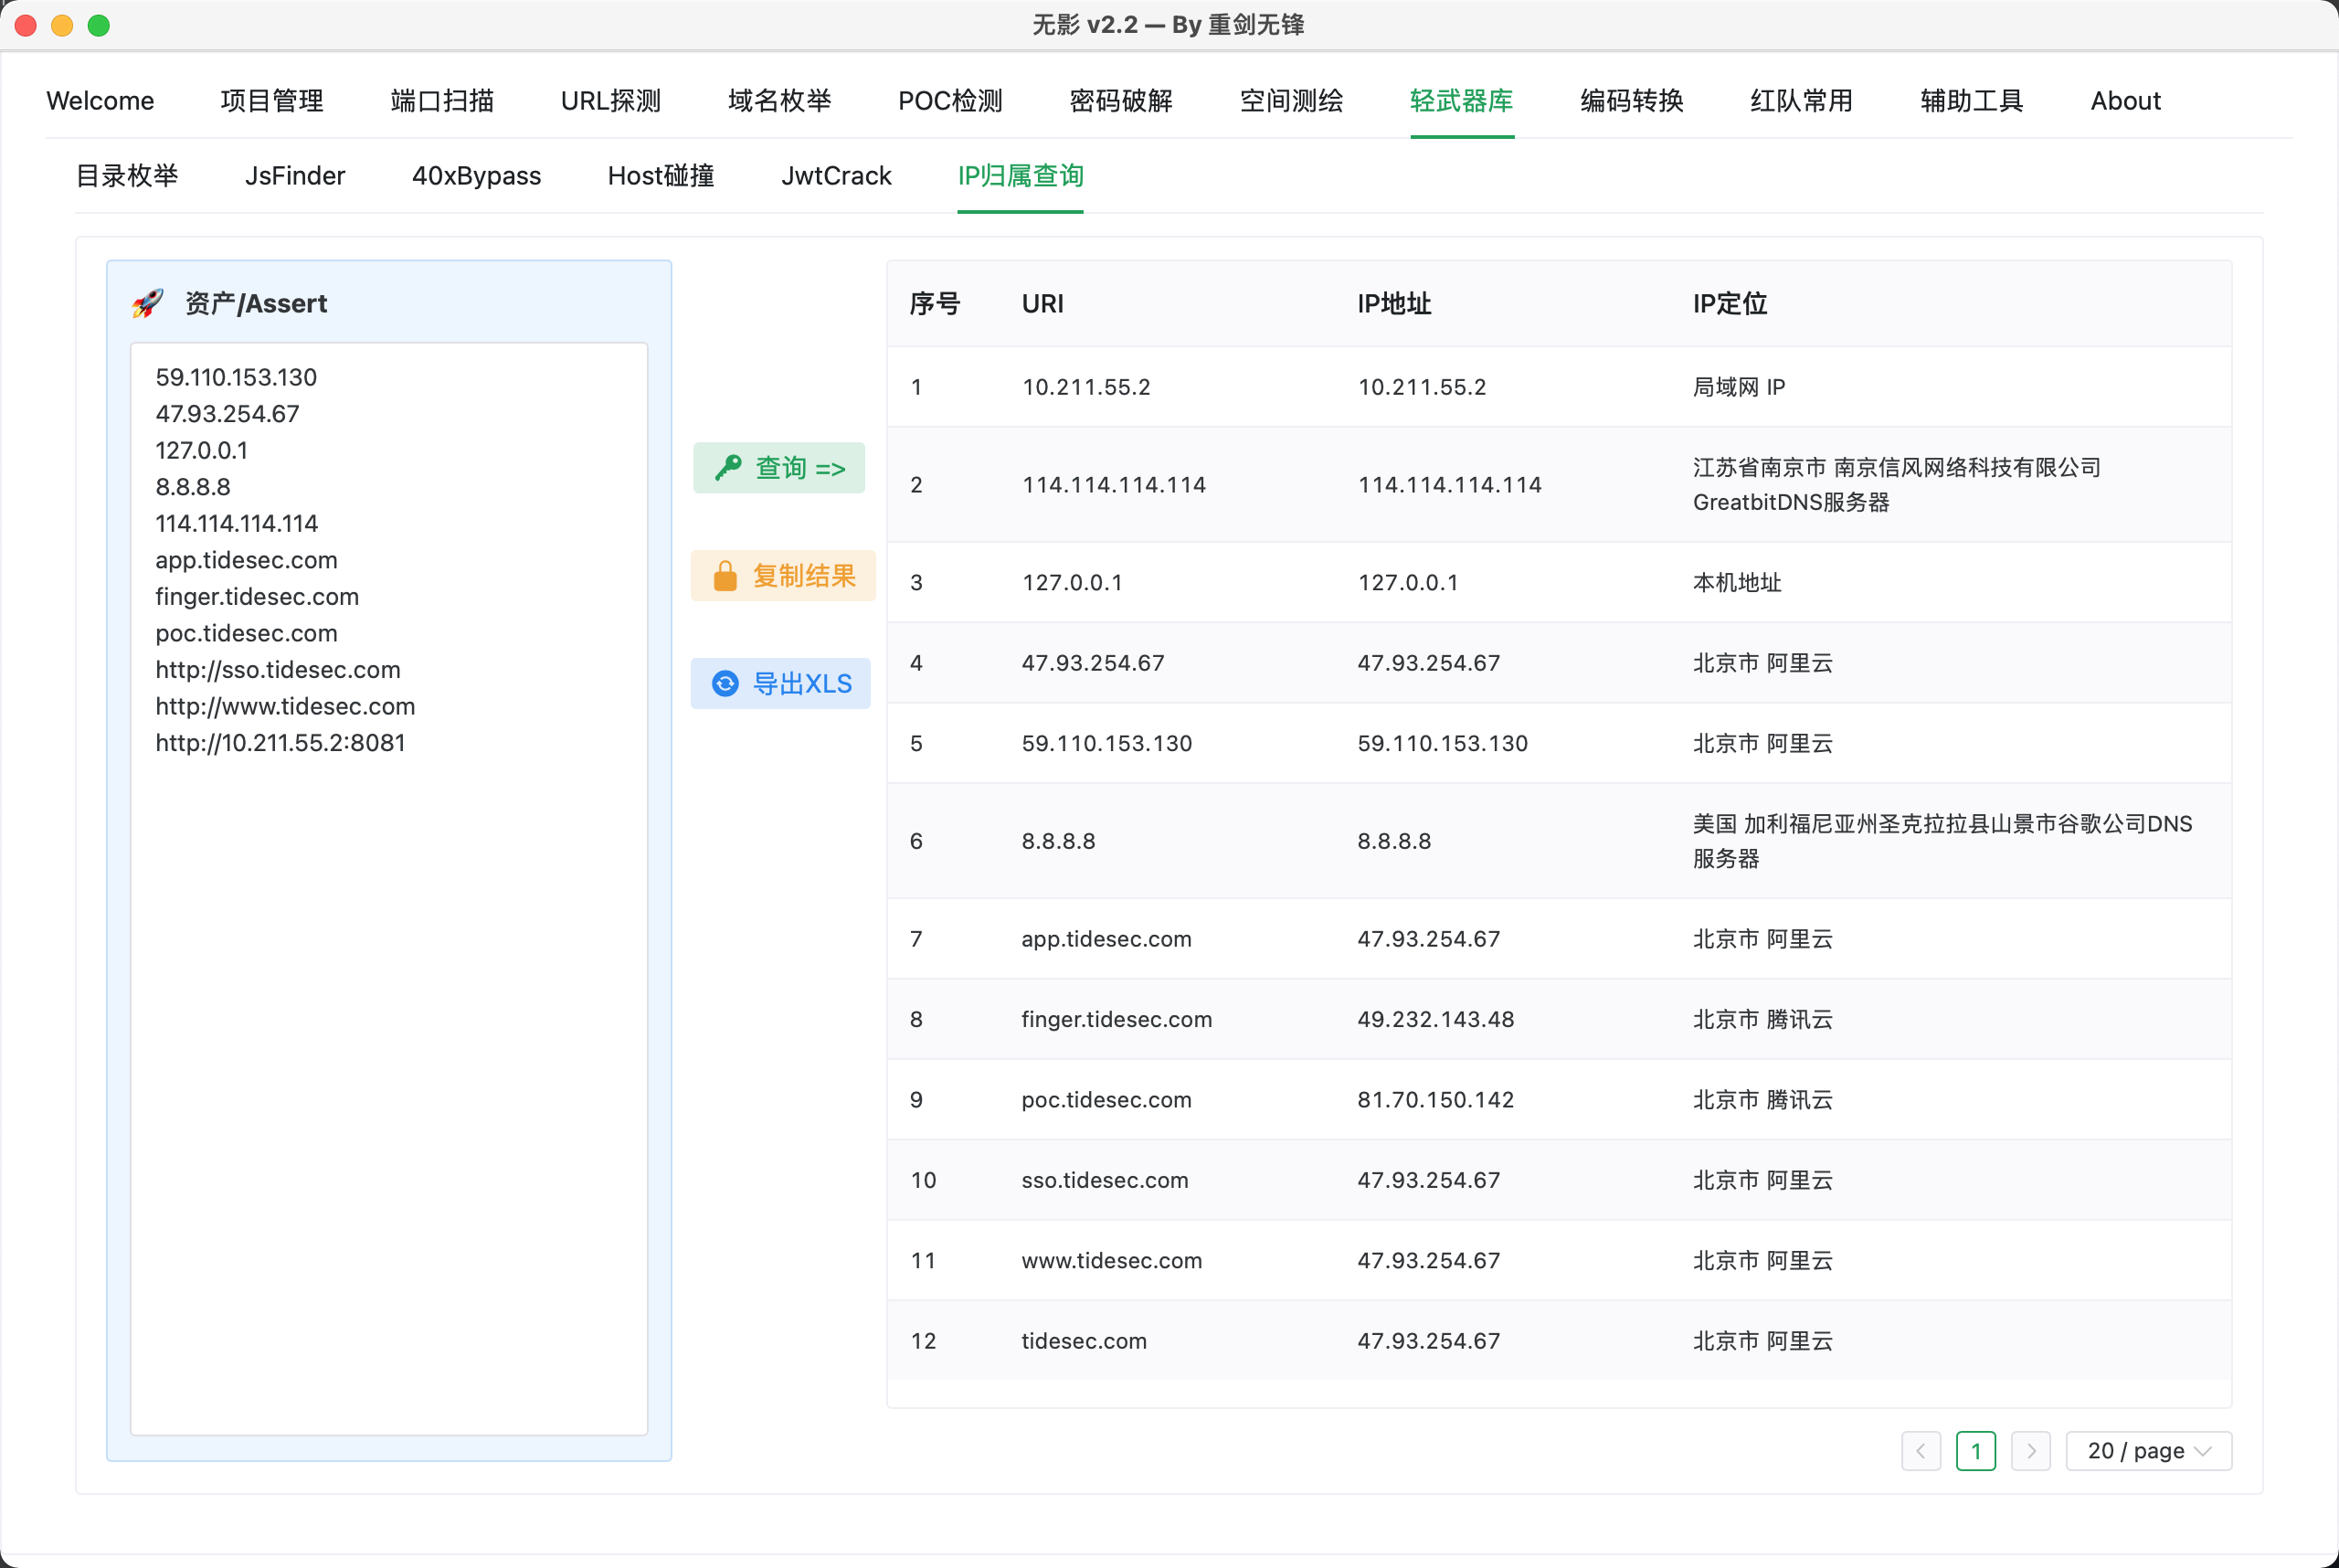 无影 v2.2 — By 重剑无锋
Welcome 项目管理 端口扫描 URL探测 域名枚举 POC检测 密码破解 空间测绘 轻武器库 编码转换 红队常用 辅助工具 About
目录枚举 JsFinder 40xBypass Host碰撞 JwtCrack IP归属查询
资产/Assert
59.110.153.130
47.93.254.67
127.0.0.1
8.8.8.8
114.114.114.114
app.tidesec.com
finger.tidesec.com
poc.tidesec.com
http://sso.tidesec.com
http://www.tidesec.com
http://10.211.55.2:8081
查询 =>
复制结果
导出XLS
序号 URI IP地址 IP定位
1 10.211.55.2 10.211.55.2 局域网 IP
2 114.114.114.114 114.114.114.114 江苏省南京市 南京信风网络科技有限公司
GreatbitDNS服务器
3 127.0.0.1 127.0.0.1 本机地址
4 47.93.254.67 47.93.254.67 北京市 阿里云
5 59.110.153.130 59.110.153.130 北京市 阿里云
6 8.8.8.8 8.8.8.8 美国 加利福尼亚州圣克拉拉县山景市谷歌公司DNS
服务器
7 app.tidesec.com 47.93.254.67 北京市 阿里云
8 finger.tidesec.com 49.232.143.48 北京市 腾讯云
9 poc.tidesec.com 81.70.150.142 北京市 腾讯云
10 sso.tidesec.com 47.93.254.67 北京市 阿里云
11 www.tidesec.com 47.93.254.67 北京市 阿里云
12 tidesec.com 47.93.254.67 北京市 阿里云
1 20 / page